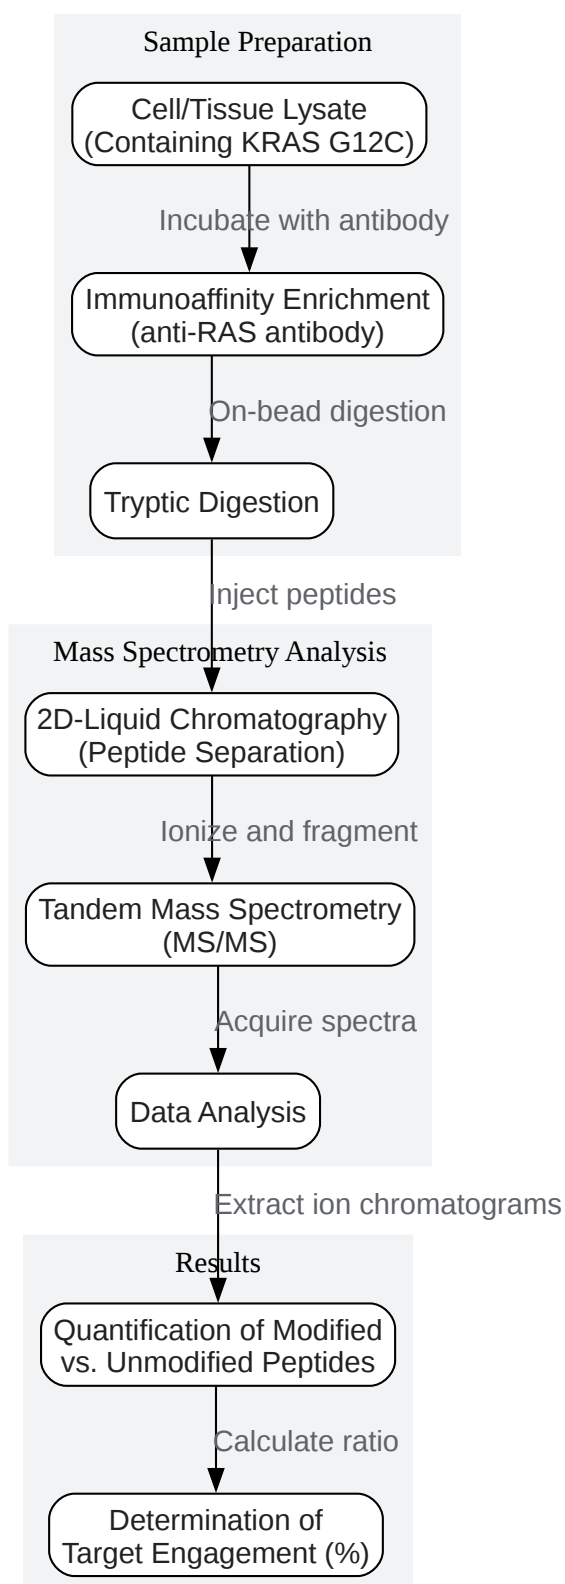 Sample Preparation
Cell/Tissue Lysate
(Containing KRAS G12C)
Incubate with antibody
Immunoaffinity Enrichment
(anti-RAS antibody)
On-bead digestion
Tryptic Digestion
Inject peptides
Mass Spectrometry Analysis
2D-Liquid Chromatography
(Peptide Separation)
Ionize and fragment
Tandem Mass Spectrometry
(MS/MS)
Acquire spectra
Data Analysis
Extract ion chromatograms
Results
Quantification of Modified
vs. Unmodified Peptides
Calculate ratio
Determination of
Target Engagement (%)